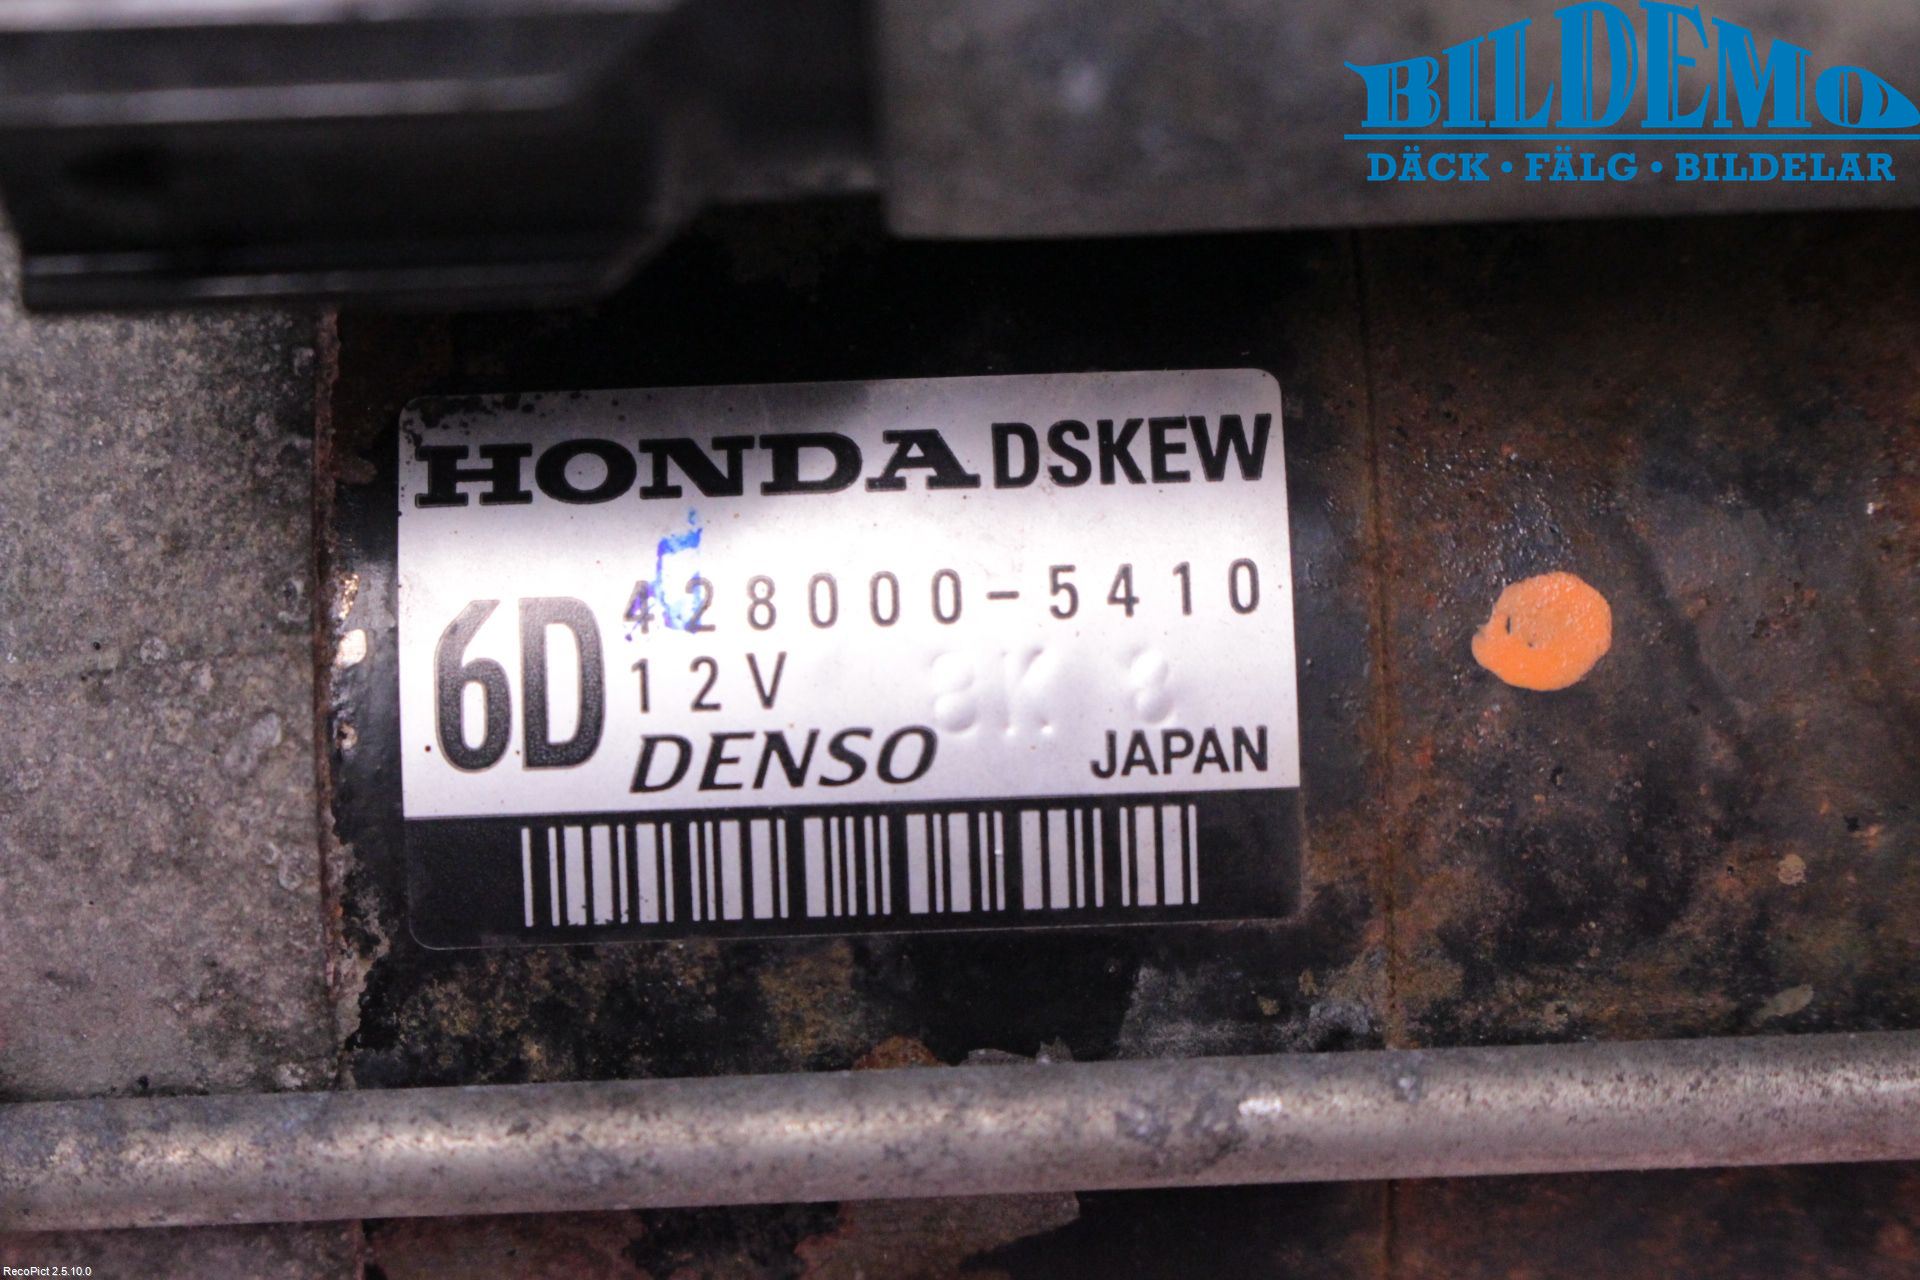 BILDEMO
DÄCK • FÄLG • BILDELAR
HONDA DSKEW
6D
428000-5410
12V
DENSO JAPAN
RecoPict 2.5.10.0